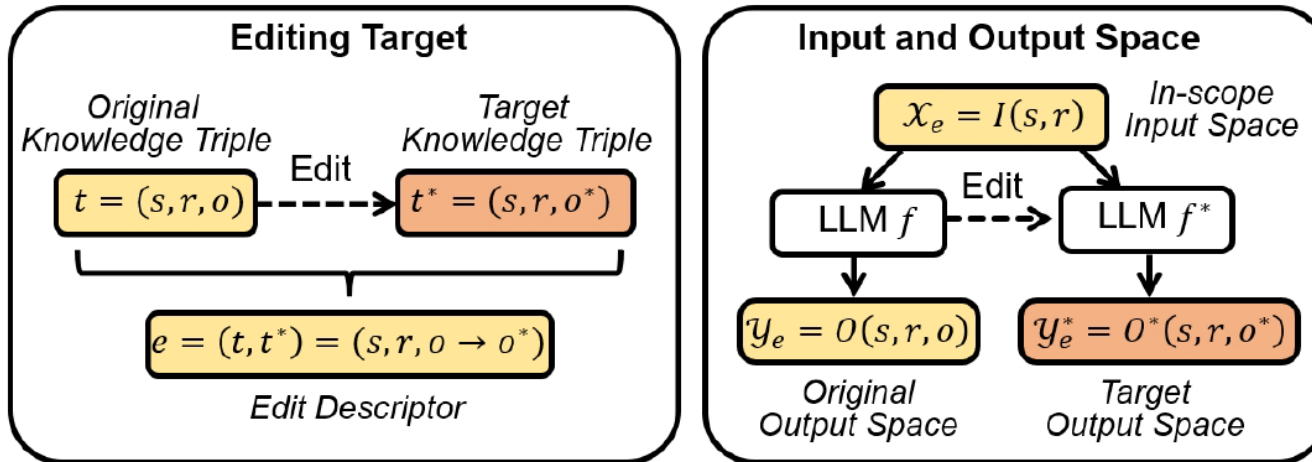 Editing Target
Original
Knowledge Triple
Target
Knowledge Triple
Edit
t = (s, r, o)
t* = (s, r, o*)
e = (t, t*) = (s, r, o → o*)
Edit Descriptor
Input and Output Space
𝒳ₑ = I(s, r)
In-scope
Input Space
Edit
LLM f
LLM f*
𝒴ₑ = O(s, r, o)
𝒴ₑ* = O*(s, r, o*)
Original
Output Space
Target
Output Space